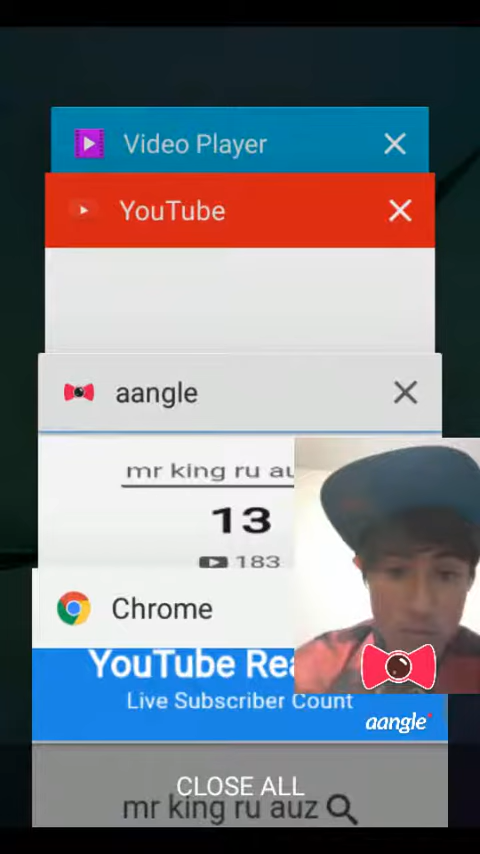 Video Player
YouTube
aangle
mr king ru au
13
183
Chrome
YouTube Rea
Live Subscriber Count
aangle
CLOSE ALL
mr king ru auz